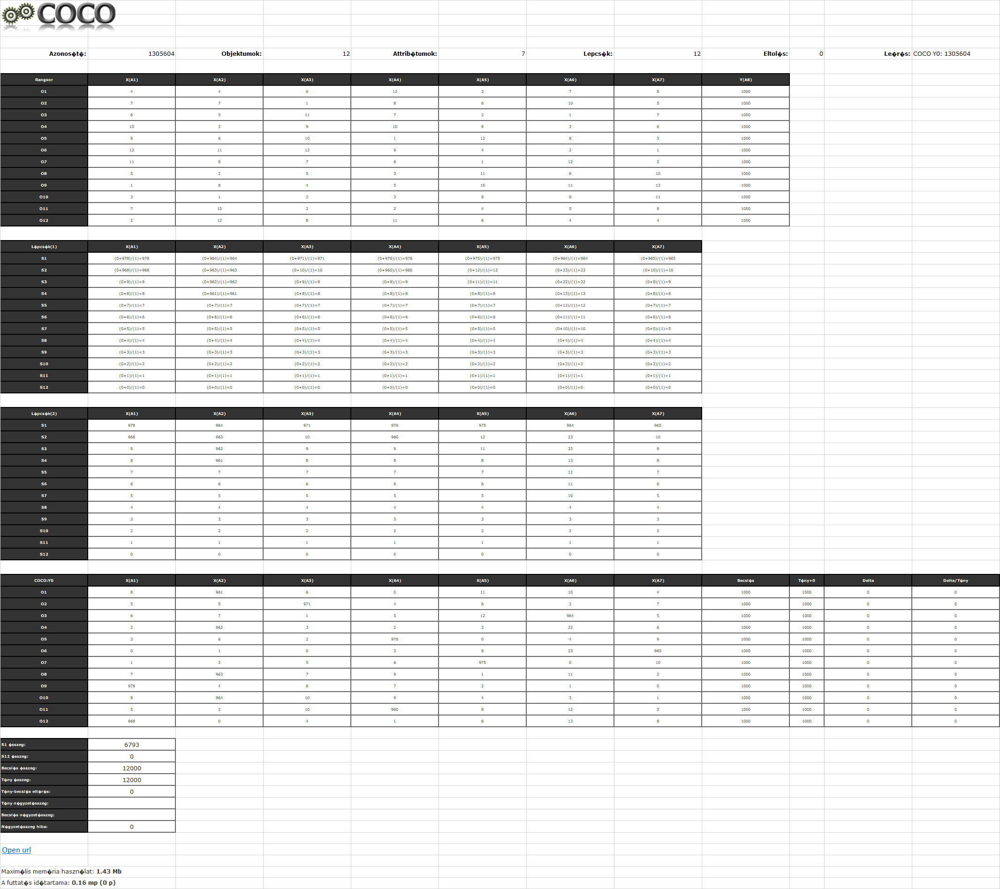 COCO
Azonos�t�: 1305604 Objektumok: 12 Attrib�tumok: 7 Lepcs�k: 12 Eltol�s: 0 Le�r�s: COCO Y0: 1305604
Rangsor X(A1) X(A2) X(A3) X(A4) X(A5) X(A6) X(A7) Y(A8)
O1 4 4 6 12 3 7 8 1000
O2 7 7 1 8 6 10 5 1000
O3 6 5 11 7 2 1 7 1000
O4 10 3 9 10 9 3 6 1000
O5 9 6 10 1 12 8 3 1000
O6 12 11 12 9 4 2 1 1000
O7 11 9 7 6 1 12 2 1000
O8 5 2 5 3 11 6 10 1000
O9 1 8 4 5 10 11 12 1000
O10 3 1 2 3 8 9 11 1000
O11 7 10 2 2 4 5 9 1000
O12 2 12 8 11 6 4 4 1000
L�pcs�k(1) X(A1) X(A2) X(A3) X(A4) X(A5) X(A6) X(A7)
S1 (0+978)/(1)=978 (0+964)/(1)=964 (0+971)/(1)=971 (0+976)/(1)=976 (0+975)/(1)=975 (0+964)/(1)=964 (0+965)/(1)=965
S2 (0+968)/(1)=968 (0+963)/(1)=963 (0+10)/(1)=10 (0+960)/(1)=960 (0+12)/(1)=12 (0+23)/(1)=23 (0+10)/(1)=10
S3 (0+9)/(1)=9 (0+962)/(1)=962 (0+9)/(1)=9 (0+9)/(1)=9 (0+11)/(1)=11 (0+22)/(1)=22 (0+9)/(1)=9
S4 (0+8)/(1)=8 (0+961)/(1)=961 (0+8)/(1)=8 (0+8)/(1)=8 (0+8)/(1)=8 (0+13)/(1)=13 (0+8)/(1)=8
S5 (0+7)/(1)=7 (0+7)/(1)=7 (0+7)/(1)=7 (0+7)/(1)=7 (0+7)/(1)=7 (0+12)/(1)=12 (0+7)/(1)=7
S6 (0+6)/(1)=6 (0+6)/(1)=6 (0+6)/(1)=6 (0+6)/(1)=6 (0+6)/(1)=6 (0+11)/(1)=11 (0+6)/(1)=6
S7 (0+5)/(1)=5 (0+5)/(1)=5 (0+5)/(1)=5 (0+5)/(1)=5 (0+5)/(1)=5 (0+10)/(1)=10 (0+5)/(1)=5
S8 (0+4)/(1)=4 (0+4)/(1)=4 (0+4)/(1)=4 (0+4)/(1)=4 (0+4)/(1)=4 (0+4)/(1)=4 (0+4)/(1)=4
S9 (0+3)/(1)=3 (0+3)/(1)=3 (0+3)/(1)=3 (0+3)/(1)=3 (0+3)/(1)=3 (0+3)/(1)=3 (0+3)/(1)=3
S10 (0+2)/(1)=2 (0+2)/(1)=2 (0+2)/(1)=2 (0+2)/(1)=2 (0+2)/(1)=2 (0+2)/(1)=2 (0+2)/(1)=2
S11 (0+1)/(1)=1 (0+1)/(1)=1 (0+1)/(1)=1 (0+1)/(1)=1 (0+1)/(1)=1 (0+1)/(1)=1 (0+1)/(1)=1
S12 (0+0)/(1)=0 (0+0)/(1)=0 (0+0)/(1)=0 (0+0)/(1)=0 (0+0)/(1)=0 (0+0)/(1)=0 (0+0)/(1)=0
L�pcs�k(2) X(A1) X(A2) X(A3) X(A4) X(A5) X(A6) X(A7)
S1 978 964 971 976 975 964 965
S2 968 963 10 960 12 23 10
S3 9 962 9 9 11 22 9
S4 8 961 8 8 8 13 8
S5 7 7 7 7 7 12 7
S6 6 6 6 6 6 11 6
S7 5 5 5 5 5 10 5
S8 4 4 4 4 4 4 4
S9 3 3 3 3 3 3 3
S10 2 2 2 2 2 2 2
S11 1 1 1 1 1 1 1
S12 0 0 0 0 0 0 0
COCO:Y0 X(A1) X(A2) X(A3) X(A4) X(A5) X(A6) X(A7) Becsl�s T�ny+0 Delta Delta/T�ny
O1 8 961 6 0 11 10 4 1000 1000 0 0
O2 5 5 971 4 6 2 7 1000 1000 0 0
O3 6 7 1 5 12 964 5 1000 1000 0 0
O4 2 962 3 2 3 22 6 1000 1000 0 0
O5 3 6 2 976 0 4 9 1000 1000 0 0
O6 0 1 0 3 8 23 965 1000 1000 0 0
O7 1 3 5 6 975 0 10 1000 1000 0 0
O8 7 963 7 9 1 11 2 1000 1000 0 0
O9 978 4 8 7 2 1 0 1000 1000 0 0
O10 9 964 10 9 4 3 1 1000 1000 0 0
O11 5 2 10 960 8 12 3 1000 1000 0 0
O12 968 0 4 1 6 13 8 1000 1000 0 0
S1 �sszeg: 6793
S12 �sszeg: 0
Becsl�s �sszeg: 12000
T�ny �sszeg: 12000
T�ny-becsl�s elt�r�s: 0
T�ny n�gyzet�sszeg:
Becsl�s n�gyzet�sszeg:
N�gyzet�sszeg hiba: 0
Open url
Maxim�lis mem�ria haszn�lat: 1.43 Mb
A futtat�s id�tartama: 0.16 mp (0 p)